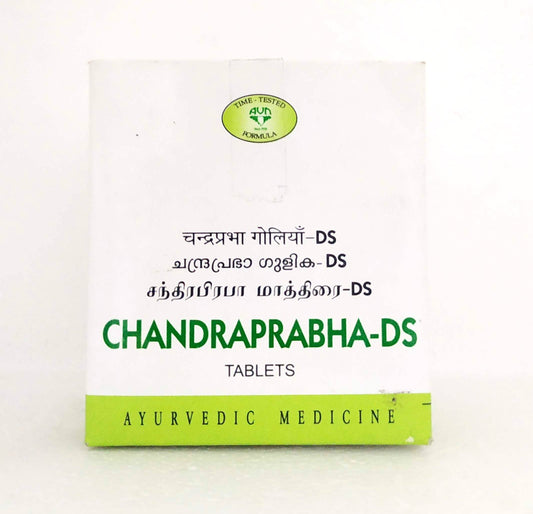 TIME - TESTED
AVN
FORMULA
चन्द्रप्रभा गोलियाँ-DS
ചന്ദ്രപ്രഭാ ഗുളിക- DS
சந்திரபிரபா மாத்திரை-DS
CHANDRAPRABHA-DS
TABLETS
AYURVEDIC MEDICINE